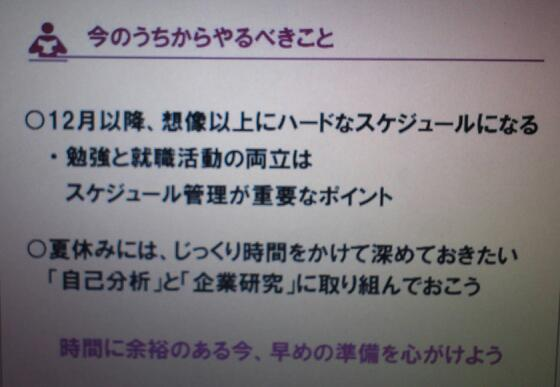 今のうちからやるべきこと
○12月以降、想像以上にハードなスケジュールになる
・勉強と就職活動の両立は
スケジュール管理が重要なポイント
○夏休みには、じっくり時間をかけて深めておきたい
「自己分析」と「企業研究」に取り組んでおこう
時間に余裕のある今、早めの準備を心がけよう